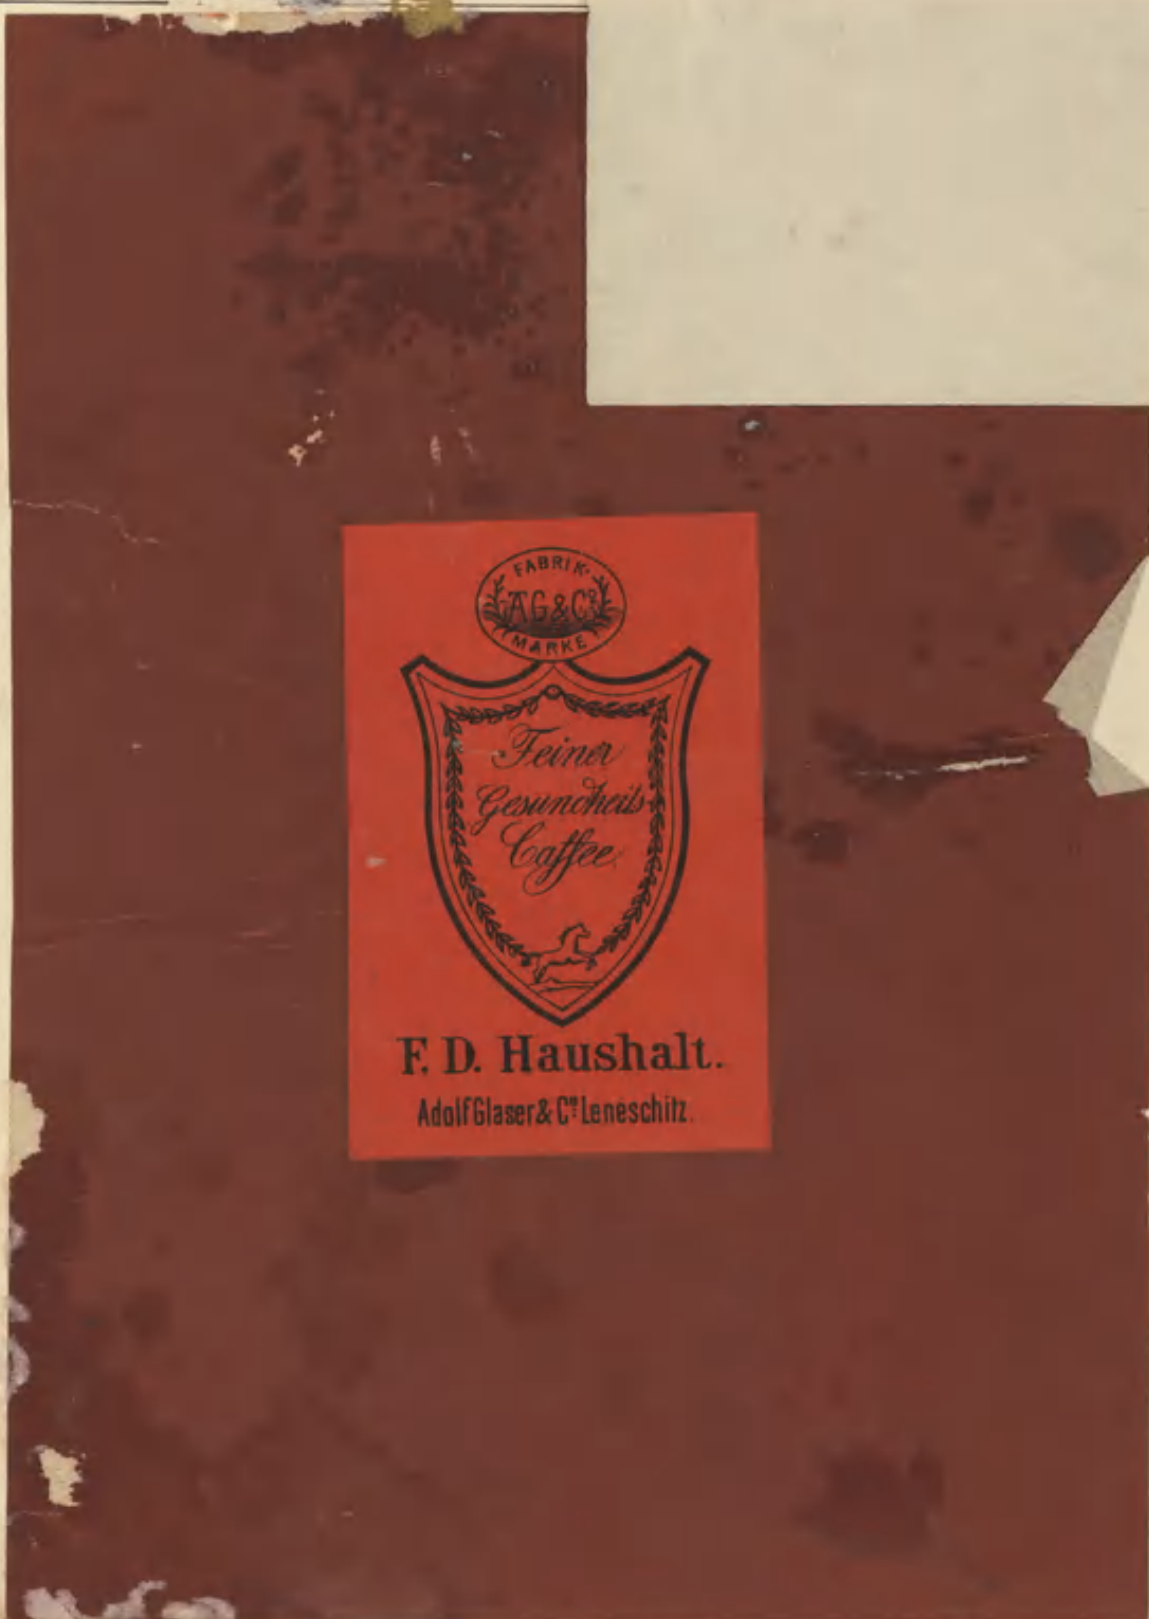 FABRIK-
AG & Cº
MARKE
Feiner
Gesundheits-
Caffee.
F. D. Haushalt.
Adolf Glaser & Cº Leneschitz.